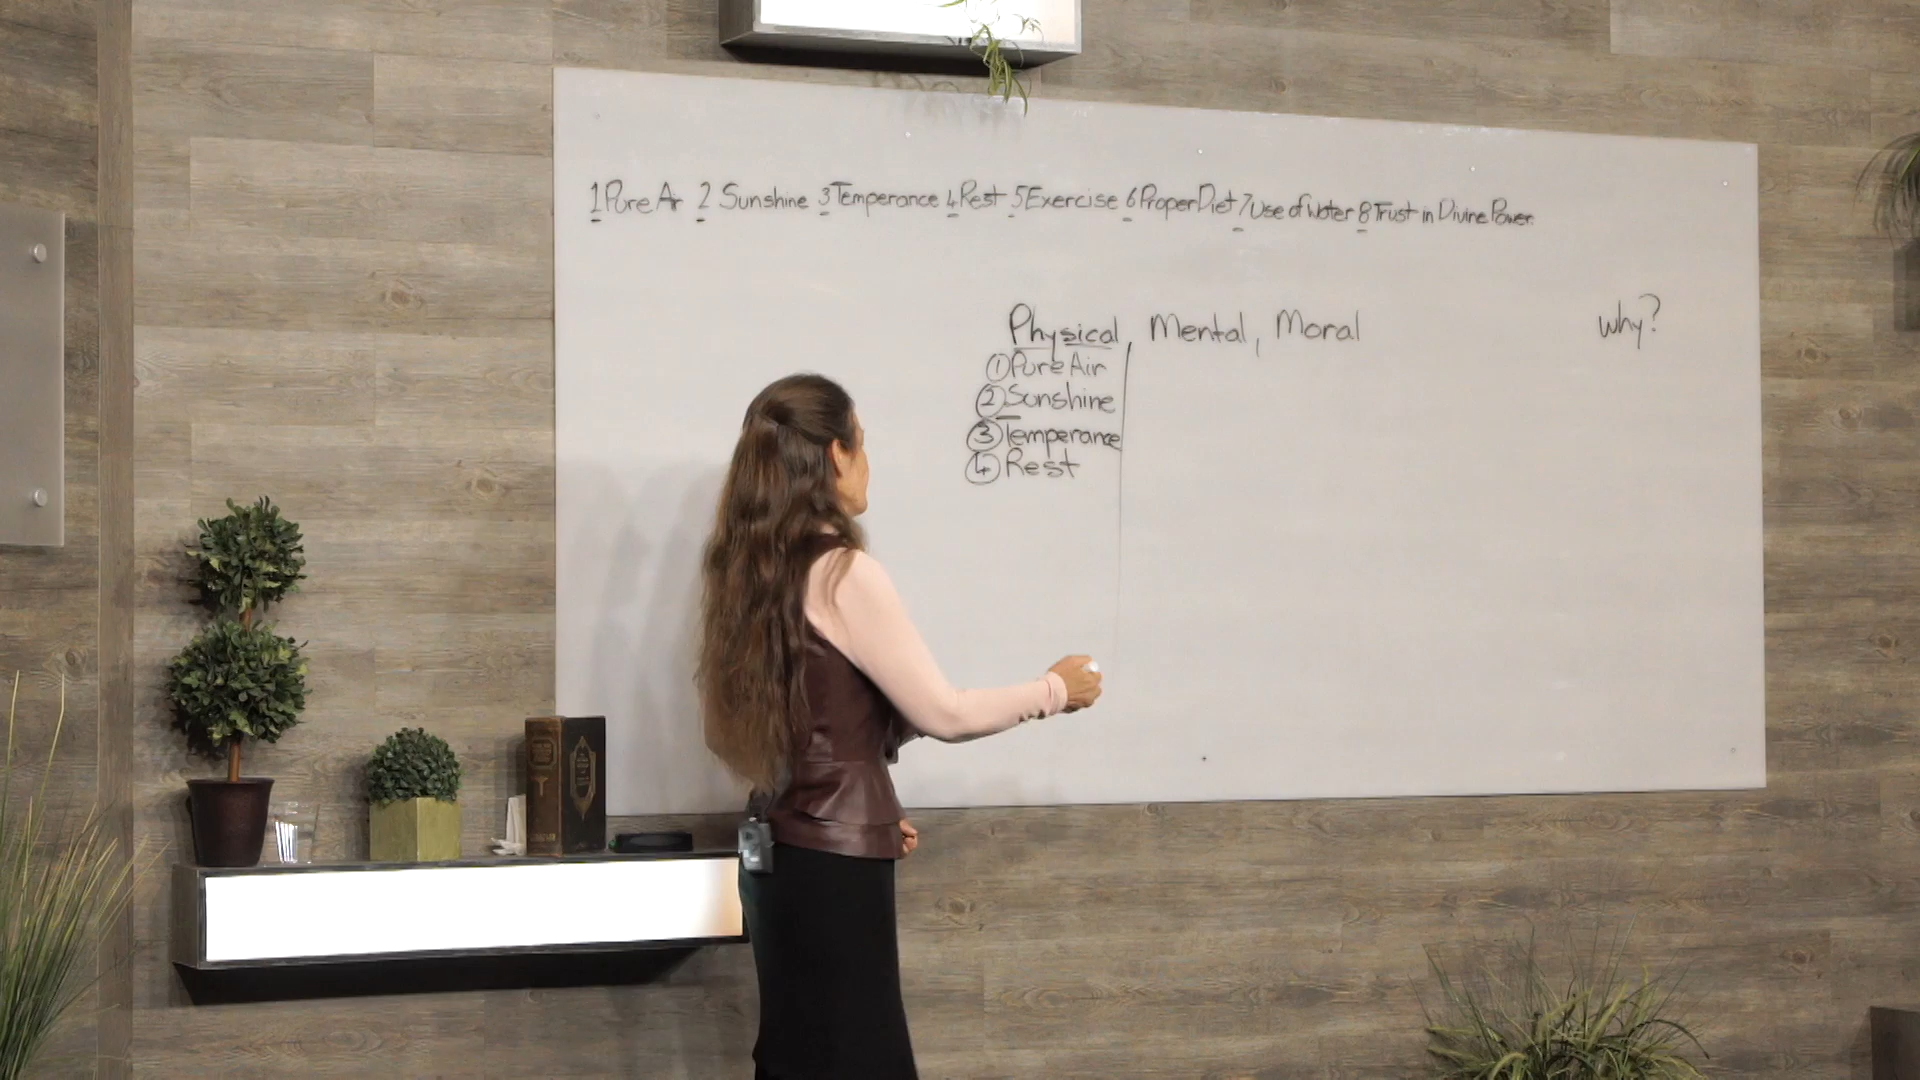 1 Pure Air 2 Sunshine 3 Temperance 4 Rest 5 Exercise 6 Proper Diet 7 Use of Water 8 Trust in Divine Power.
Physical, Mental, Moral
why?
① Pure Air
② Sunshine
③ Temperance
④ Rest